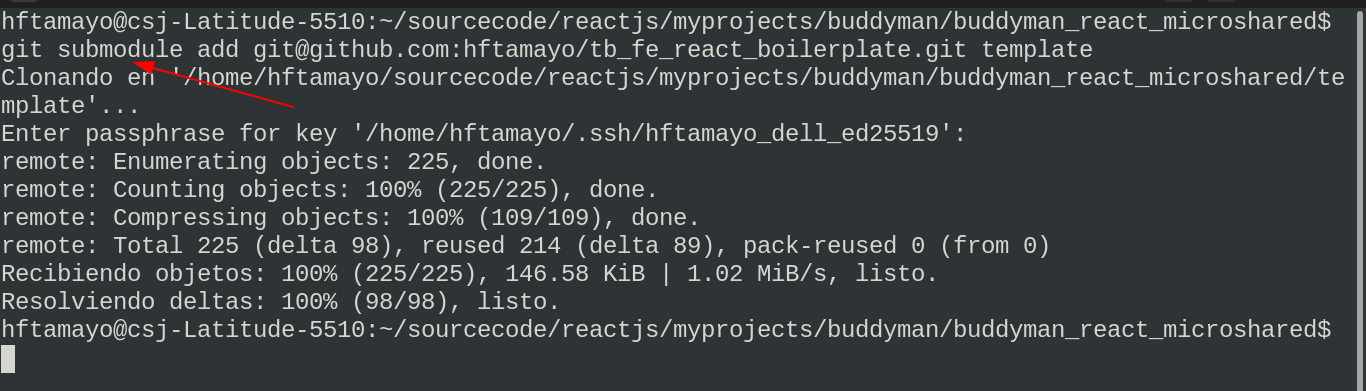 hftamayo@csj-Latitude-5510:~/sourcecode/reactjs/myprojects/buddyman/buddyman_react_microshared$
git submodule add git@github.com:hftamayo/tb_fe_react_boilerplate.git template
Clonando en '/home/hftamayo/sourcecode/reactjs/myprojects/buddyman/buddyman_react_microshared/te
mplate'...
Enter passphrase for key '/home/hftamayo/.ssh/hftamayo_dell_ed25519':
remote: Enumerating objects: 225, done.
remote: Counting objects: 100% (225/225), done.
remote: Compressing objects: 100% (109/109), done.
remote: Total 225 (delta 98), reused 214 (delta 89), pack-reused 0 (from 0)
Recibiendo objetos: 100% (225/225), 146.58 KiB | 1.02 MiB/s, listo.
Resolviendo deltas: 100% (98/98), listo.
hftamayo@csj-Latitude-5510:~/sourcecode/reactjs/myprojects/buddyman/buddyman_react_microshared$